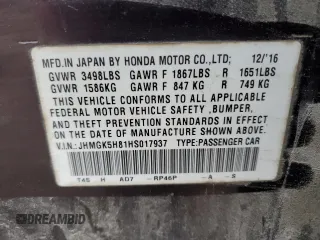 MFD. IN JAPAN BY HONDA MOTOR CO.,LTD; 12/'16
GVWR 3498LBS GAWR F 1867LBS R 1651LBS
GVWR 1586KG GAWR F 847 KG R 749 KG
THIS VEHICLE CONFORMS TO ALL APPLICABLE
FEDERAL MOTOR VEHICLE SAFETY, BUMPER, AND
THEFT PREVENTION STANDARDS IN EFFECT ON THE
DATE OF MANUFACTURE SHOWN ABOVE.
V.I.N: JHMGK5H81HS017937 TYPE:PASSENGER CAR
T4S H AD7 -RP46P -A -S
DREAMBID